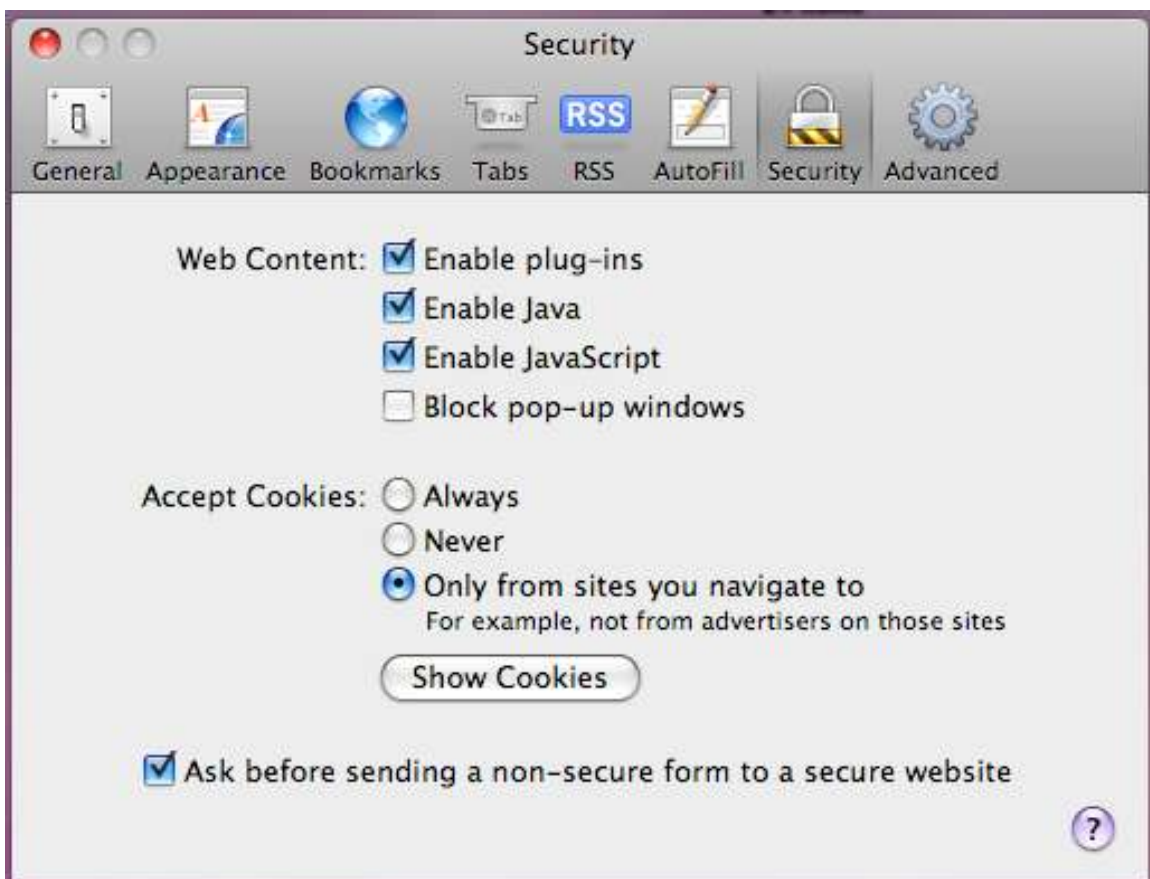 Security
Tab
RSS
General Appearance Bookmarks Tabs RSS AutoFill Security Advanced
Web Content: Enable plug-ins
Enable Java
Enable JavaScript
Block pop-up windows
Accept Cookies: Always
Never
Only from sites you navigate to
For example, not from advertisers on those sites
Show Cookies
Ask before sending a non-secure form to a secure website
?